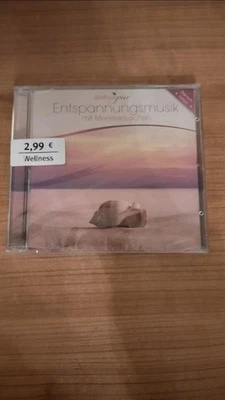 Entspannungsmusik
mit Meeresrauschen
2,99 €
Wellness